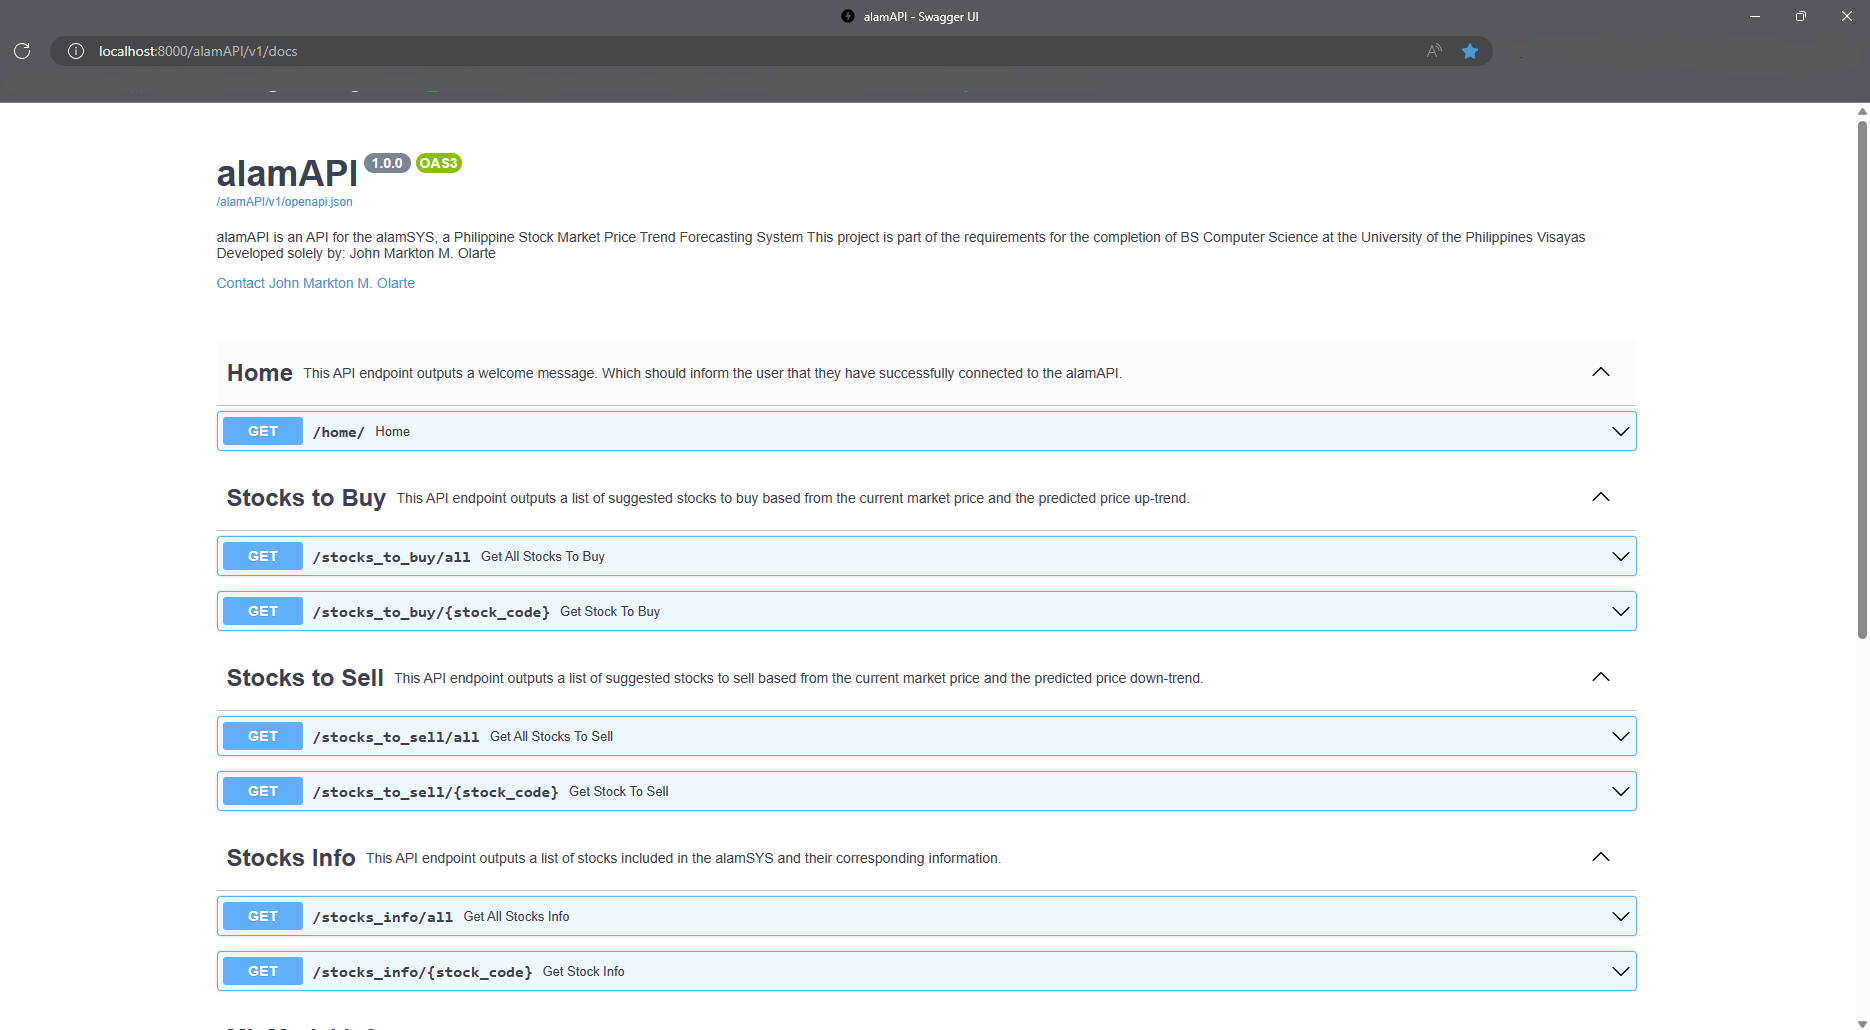 alamAPI - Swagger UI
localhost:8000/alamAPI/v1/docs
alamAPI 1.0.0 OAS3
/alamAPI/v1/openapi.json
alamAPI is an API for the alamSYS, a Philippine Stock Market Price Trend Forecasting System This project is part of the requirements for the completion of BS Computer Science at the University of the Philippines Visayas
Developed solely by: John Markton M. Olarte
Contact John Markton M. Olarte
Home This API endpoint outputs a welcome message. Which should inform the user that they have successfully connected to the alamAPI.
GET /home/ Home
Stocks to Buy This API endpoint outputs a list of suggested stocks to buy based from the current market price and the predicted price up-trend.
GET /stocks_to_buy/all Get All Stocks To Buy
GET /stocks_to_buy/{stock_code} Get Stock To Buy
Stocks to Sell This API endpoint outputs a list of suggested stocks to sell based from the current market price and the predicted price down-trend.
GET /stocks_to_sell/all Get All Stocks To Sell
GET /stocks_to_sell/{stock_code} Get Stock To Sell
Stocks Info This API endpoint outputs a list of stocks included in the alamSYS and their corresponding information.
GET /stocks_info/all Get All Stocks Info
GET /stocks_info/{stock_code} Get Stock Info